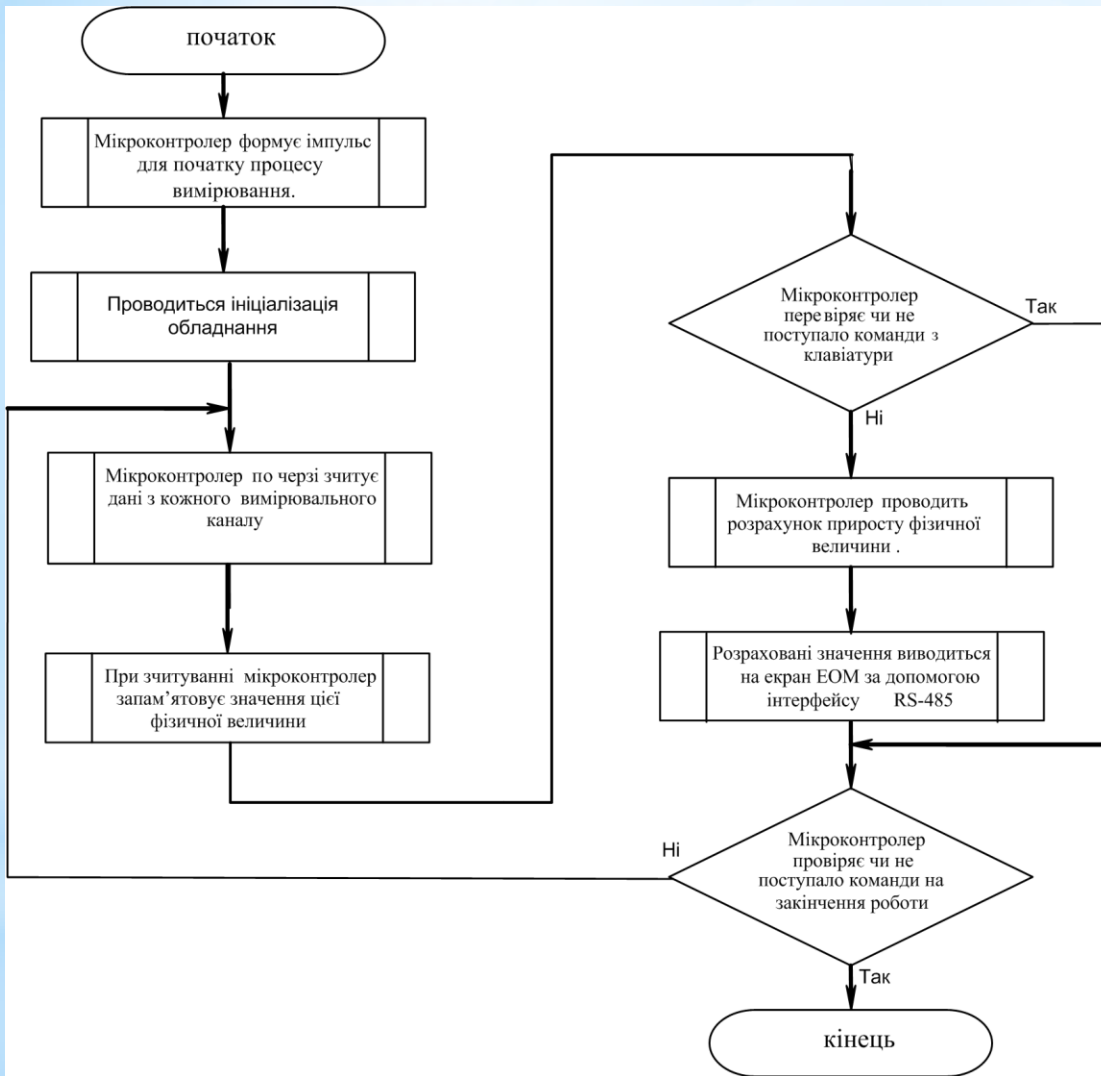 початок
Мікроконтролер формує імпульс
для початку процесу
вимірювання.
Проводиться ініціалізація
обладнання
Мікроконтролер по черзі зчитує
дані з кожного вимірювального
каналу
При зчитуванні мікроконтролер
запам’ятовує значення цієї
фізичної величини
Мікроконтролер
перевіряє чи не
поступало команди з
клавіатури
Так
Ні
Мікроконтролер проводить
розрахунок приросту фізичної
величини .
Розраховані значення виводиться
на екран ЕОМ за допомогою
інтерфейсу RS-485
Мікроконтролер
провіряє чи не
поступало команди на
закінчення роботи
Ні
Так
кінець